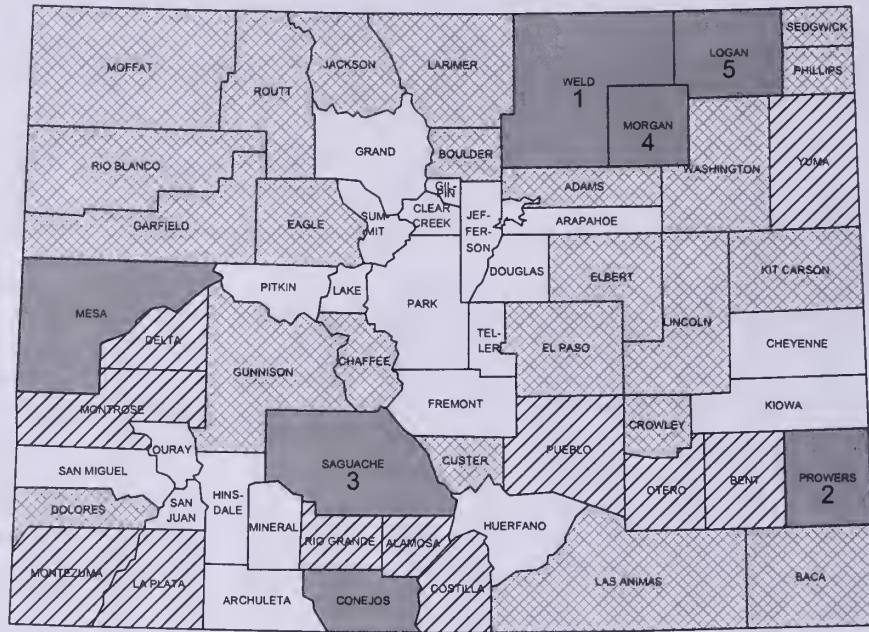 SEDGWICK
LOGAN
5
MOFFAT
JACKSON
LARIMER
PHILLIPS
ROUTT
WELD
1
MORGAN
4
GRAND
BOULDER
WASHINGTON
YUMA
RIO BLANCO
GIL-
PIN
ADAMS
CLEAR
CREEK
JEF-
FER-
SON
ARAPAHOE
GARFIELD
EAGLE
SUM-
MIT
DOUGLAS
ELBERT
KIT CARSON
PITKIN
LAKE
PARK
MESA
LINCOLN
DELTA
TEL-
LER
EL PASO
CHEYENNE
GUNNISON
CHAFFEE
FREMONT
KIOWA
MONTROSE
CROWLEY
OURAY
PUEBLO
SAGUACHE
3
CUSTER
SAN MIGUEL
OTERO
BENT
PROWERS
2
HINS-
DALE
SAN
JUAN
DOLORES
MINERAL
HUERFANO
RIO GRANDE
ALAMOSA
MONTEZUMA
LA PLATA
COSTILLA
LAS ANIMAS
BACA
ARCHULETA
CONEJOS